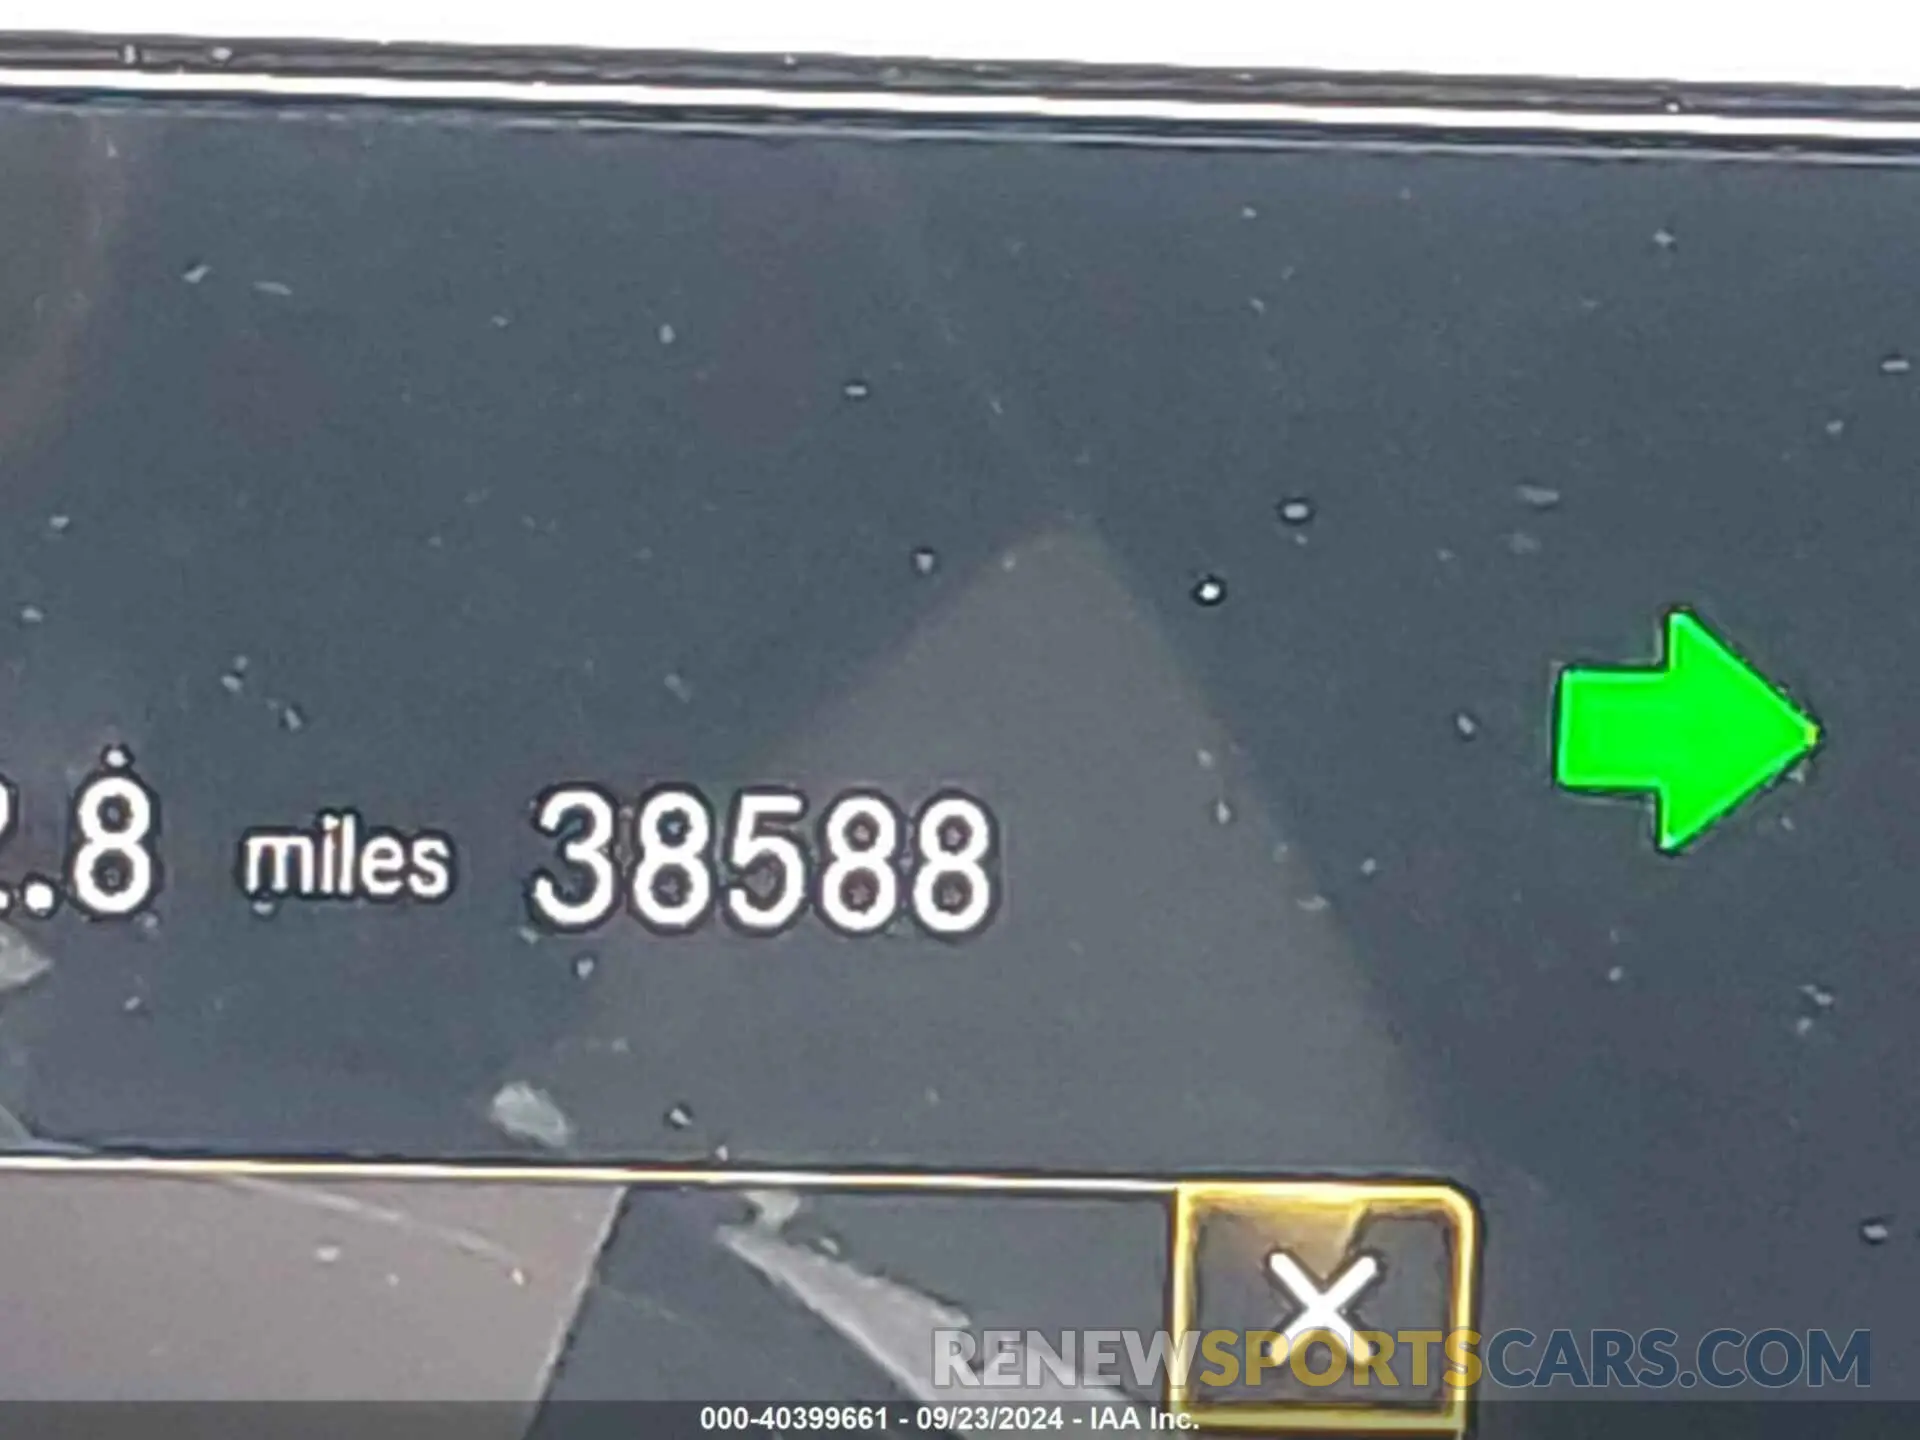 .8 miles 38588
RENEWSPORTSCARS.COM
000-40399661 - 09/23/2024 - IAA Inc.